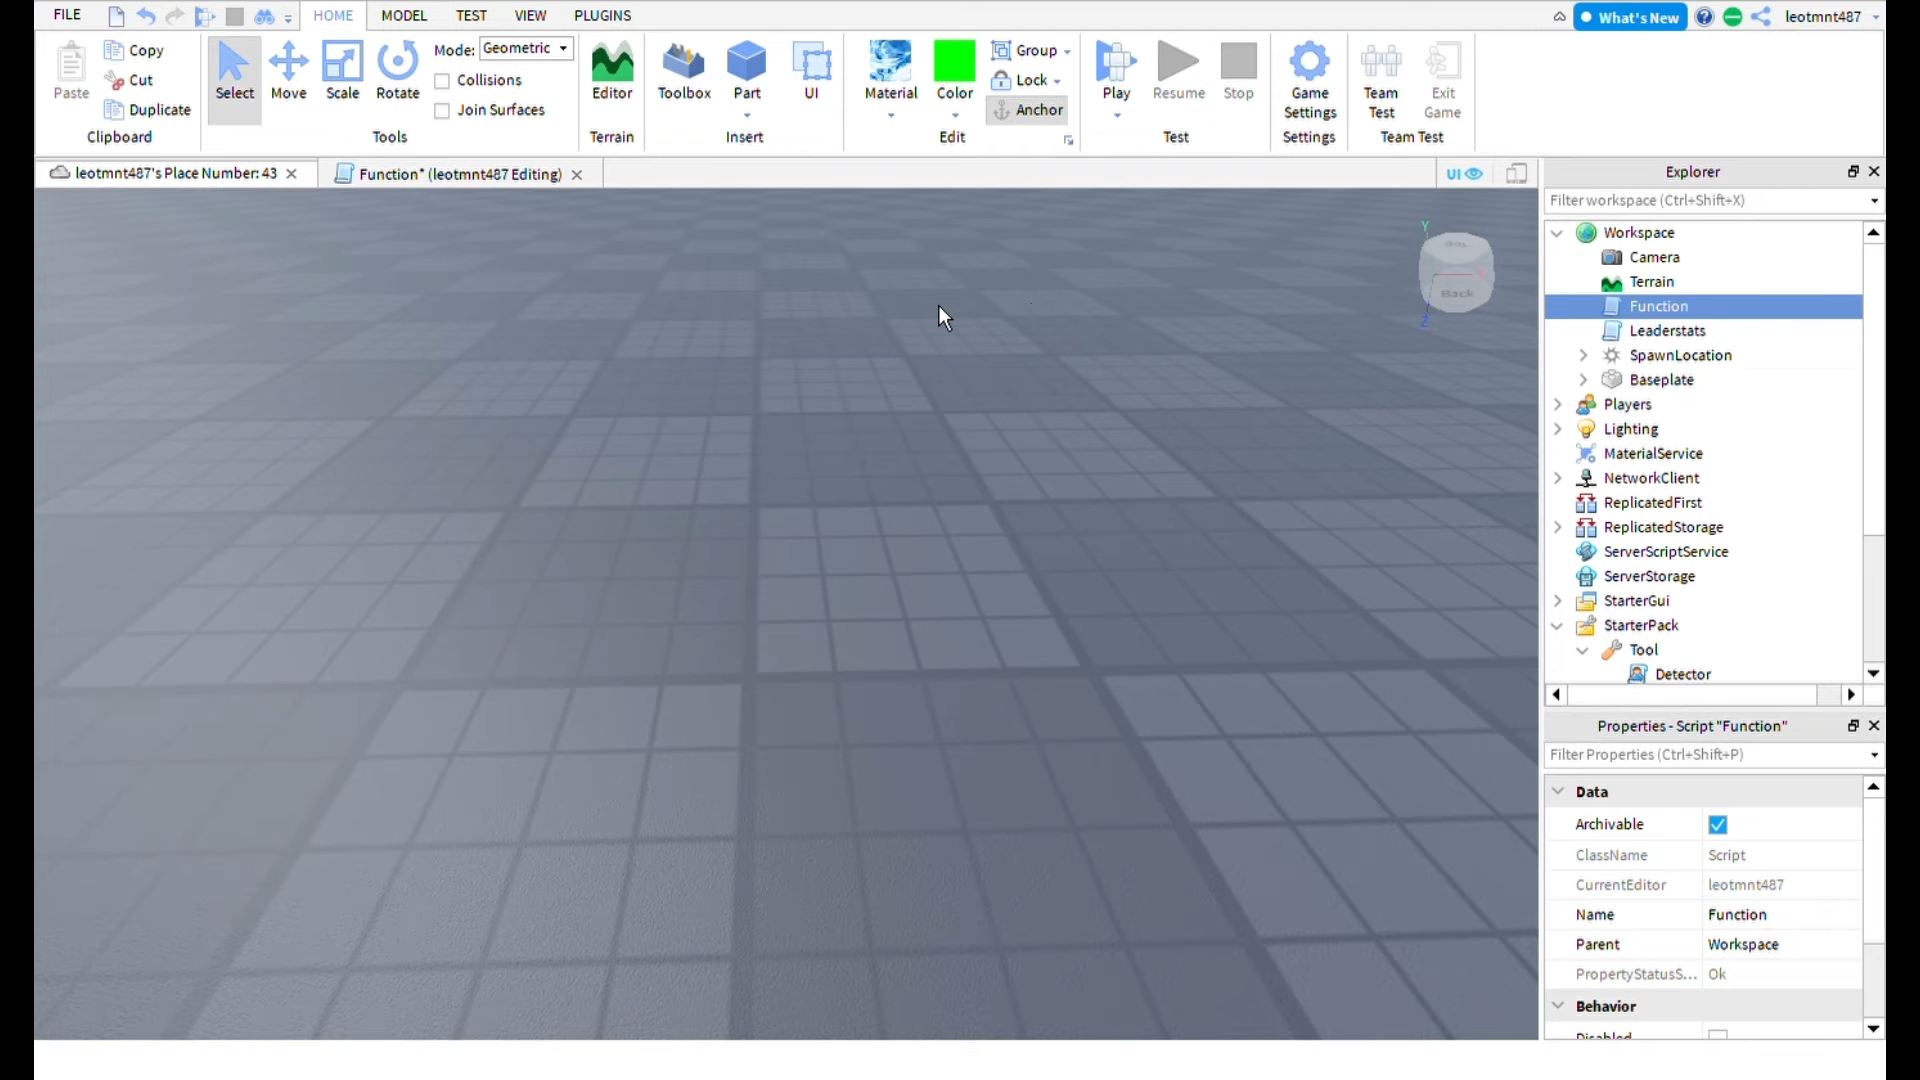 FILE HOME MODEL TEST VIEW PLUGINS What's New leotmnt487
Paste Copy Cut Duplicate Clipboard
Select Move Scale Rotate Mode: Geometric Collisions Join Surfaces Tools
Editor Terrain
Toolbox Part UI Insert
Material Color Group Lock Anchor Edit
Play Resume Stop Test
Game Settings Settings
Team Test Exit Game Team Test
leotmnt487's Place Number: 43 Function* (leotmnt487 Editing) UI
Y
Back
Z
Explorer
Filter workspace (Ctrl+Shift+X)
Workspace
Camera
Terrain
Function
Leaderstats
SpawnLocation
Baseplate
Players
Lighting
MaterialService
NetworkClient
ReplicatedFirst
ReplicatedStorage
ServerScriptService
ServerStorage
StarterGui
StarterPack
Tool
Detector
Properties - Script "Function"
Filter Properties (Ctrl+Shift+P)
Data
Archivable
ClassName Script
CurrentEditor leotmnt487
Name Function
Parent Workspace
PropertyStatusS... Ok
Behavior
Disabled